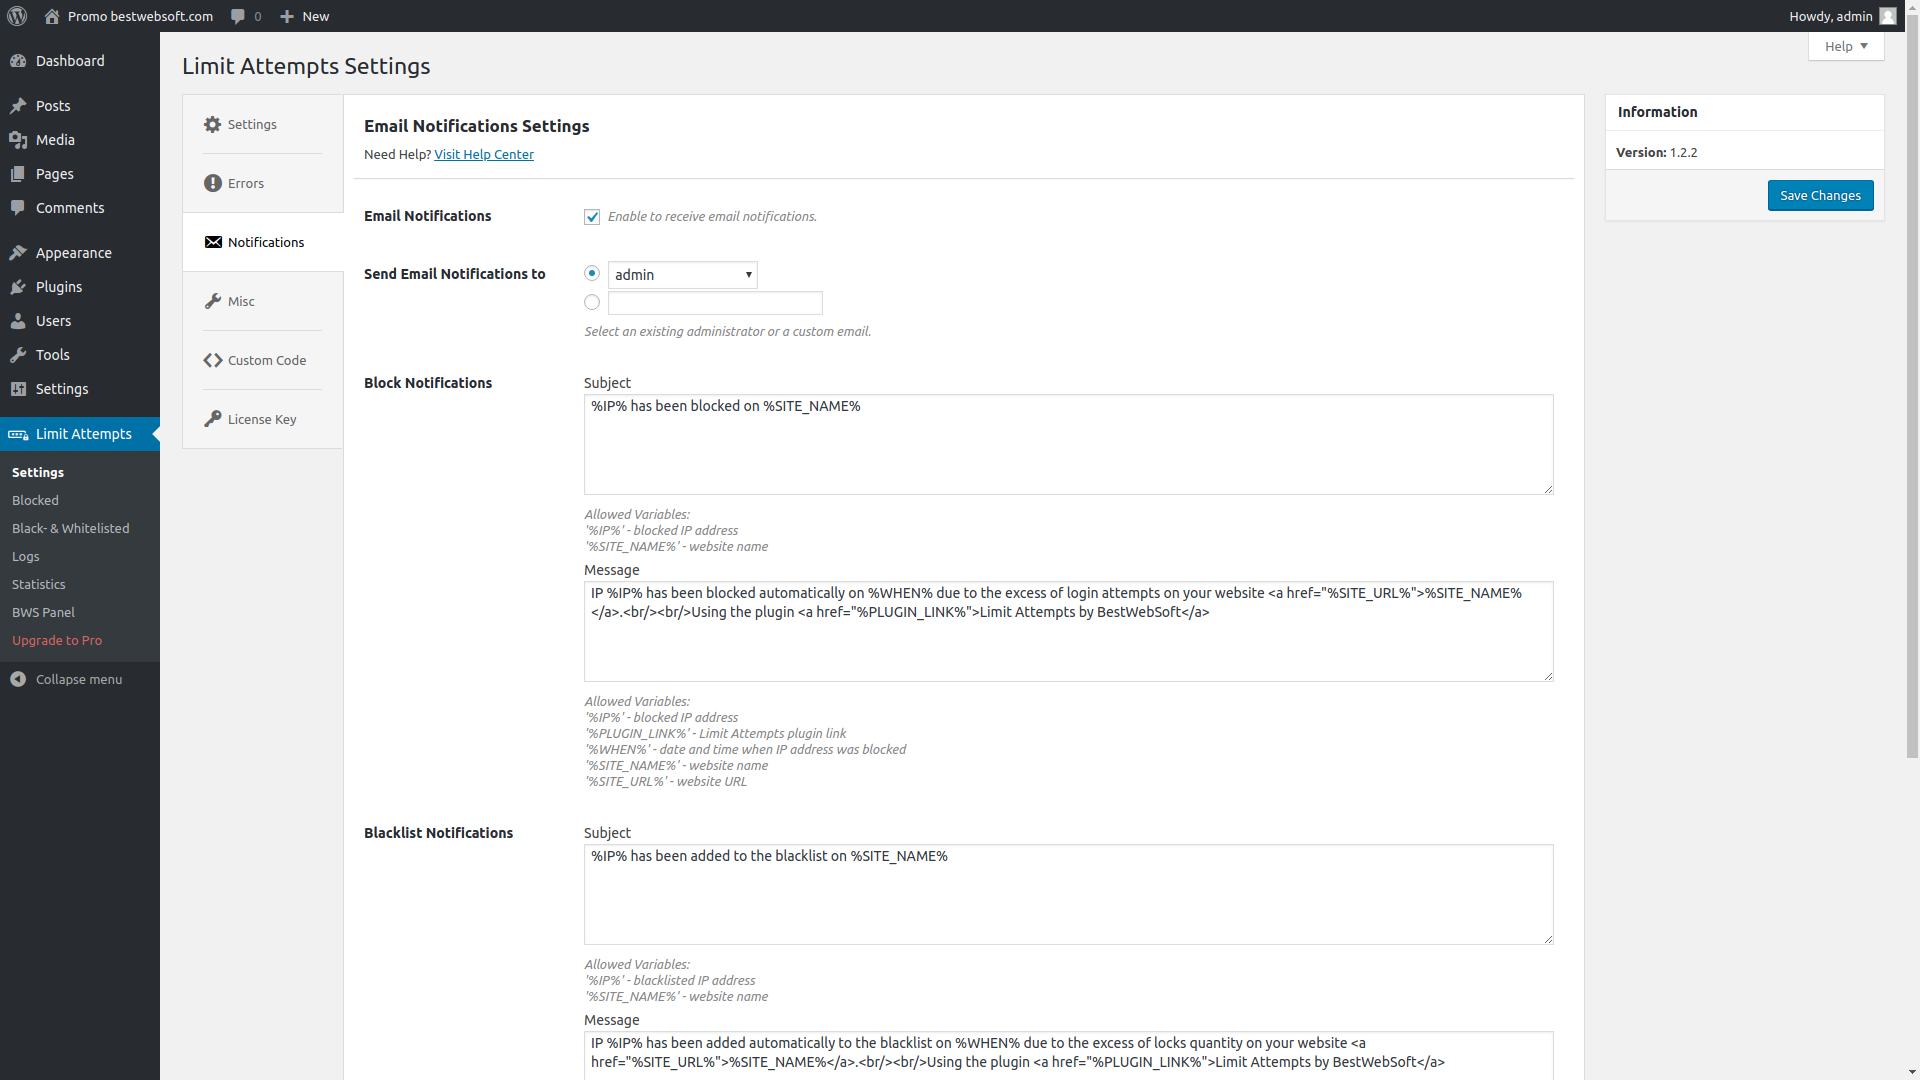 Promo bestwebsoft.com
0
New
Howdy, admin
Dashboard
Posts
Media
Pages
Comments
Appearance
Plugins
Users
Tools
Settings
Limit Attempts
Settings
Blocked
Black- & Whitelisted
Logs
Statistics
BWS Panel
Upgrade to Pro
Collapse menu
Help
Limit Attempts Settings
Settings
Errors
Notifications
Misc
Custom Code
License Key
Email Notifications Settings
Need Help? Visit Help Center
Email Notifications
Enable to receive email notifications.
Send Email Notifications to
admin
Select an existing administrator or a custom email.
Block Notifications
Subject
%IP% has been blocked on %SITE_NAME%
Allowed Variables:
'%IP%' - blocked IP address
'%SITE_NAME%' - website name
Message
IP %IP% has been blocked automatically on %WHEN% due to the excess of login attempts on your website <a href="%SITE_URL%">%SITE_NAME%
</a>.<br/><br/>Using the plugin <a href="%PLUGIN_LINK%">Limit Attempts by BestWebSoft</a>
Allowed Variables:
'%IP%' - blocked IP address
'%PLUGIN_LINK%' - Limit Attempts plugin link
'%WHEN%' - date and time when IP address was blocked
'%SITE_NAME%' - website name
'%SITE_URL%' - website URL
Blacklist Notifications
Subject
%IP% has been added to the blacklist on %SITE_NAME%
Allowed Variables:
'%IP%' - blacklisted IP address
'%SITE_NAME%' - website name
Message
IP %IP% has been added automatically to the blacklist on %WHEN% due to the excess of locks quantity on your website <a
href="%SITE_URL%">%SITE_NAME%</a>.<br/><br/>Using the plugin <a href="%PLUGIN_LINK%">Limit Attempts by BestWebSoft</a>
Information
Version: 1.2.2
Save Changes